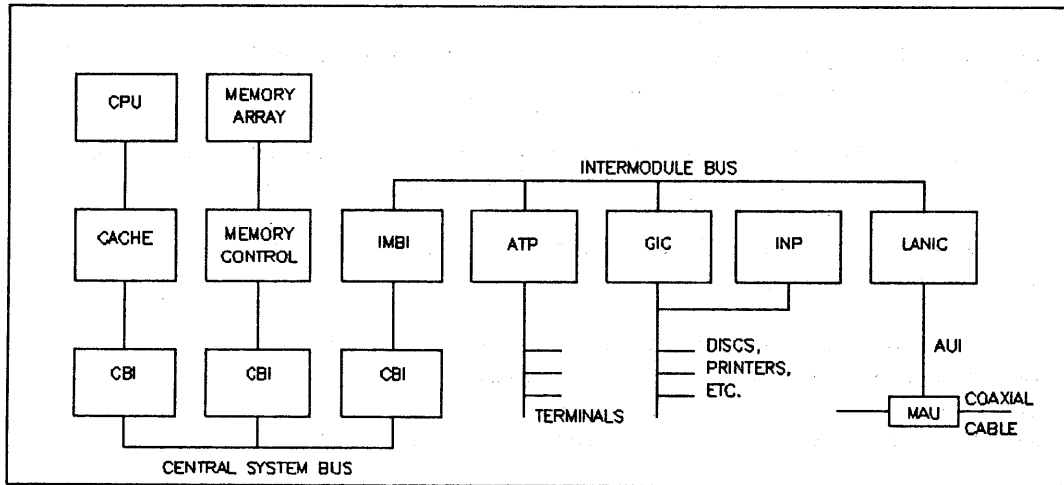 CPU
MEMORY
ARRAY
INTERMODULE BUS
CACHE
MEMORY
CONTROL
IMBI
ATP
GIC
INP
LANIC
CBI
CBI
CBI
DISCS,
PRINTERS,
ETC.
TERMINALS
AUI
MAU
COAXIAL
CABLE
CENTRAL SYSTEM BUS